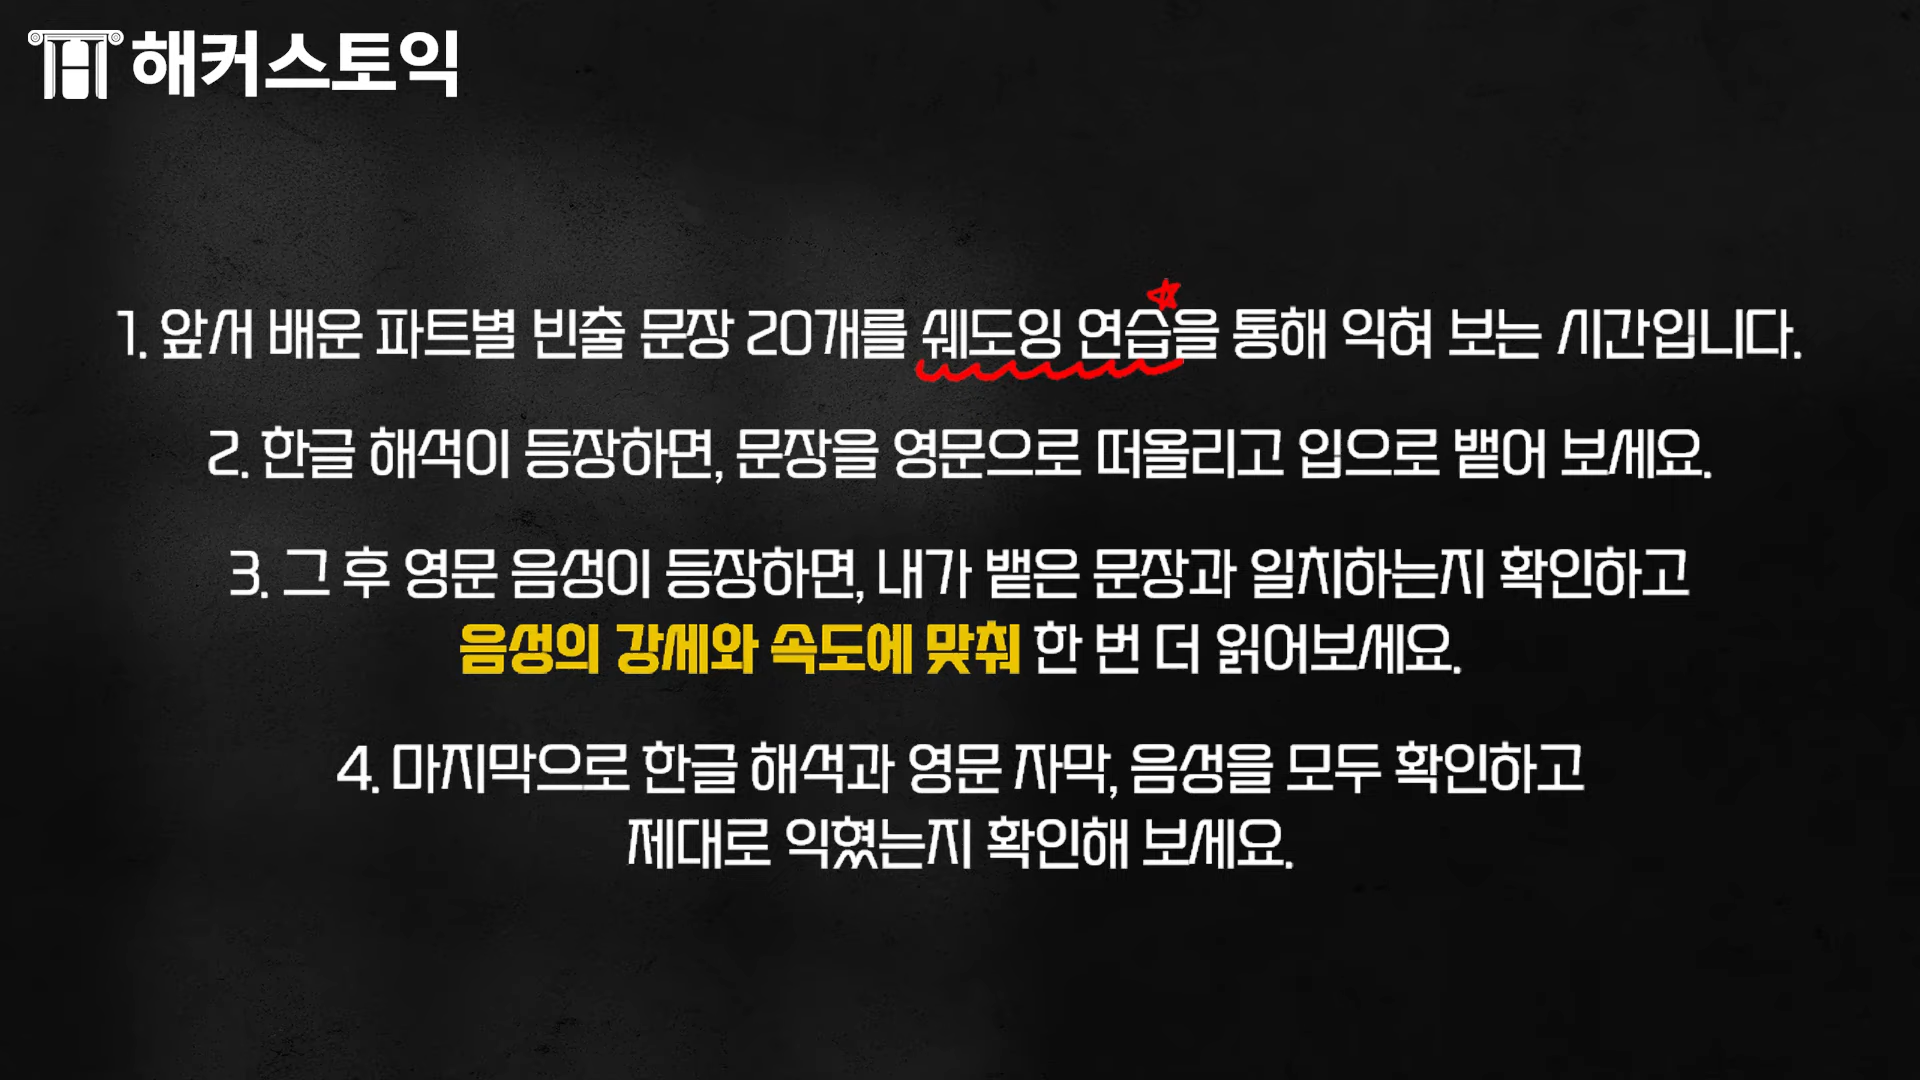 해커스토익
1. 앞서 배운 파트별 빈출 문장 20개를 쉐도잉 연습을 통해 익혀 보는 시간입니다.
2. 한글 해석이 등장하면, 문장을 영문으로 떠올리고 입으로 뱉어 보세요.
3. 그 후 영문 음성이 등장하면, 내가 뱉은 문장과 일치하는지 확인하고
음성의 강세와 속도에 맞춰 한 번 더 읽어보세요.
4. 마지막으로 한글 해석과 영문 자막, 음성을 모두 확인하고
제대로 익혔는지 확인해 보세요.